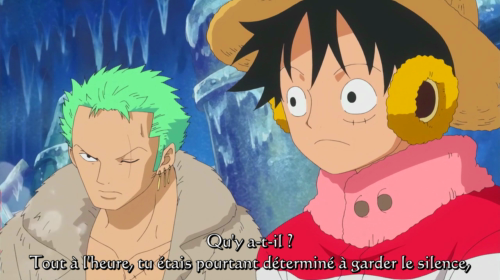 Qu'y a-t-il ?
Tout à l'heure, tu étais pourtant déterminé à garder le silence,